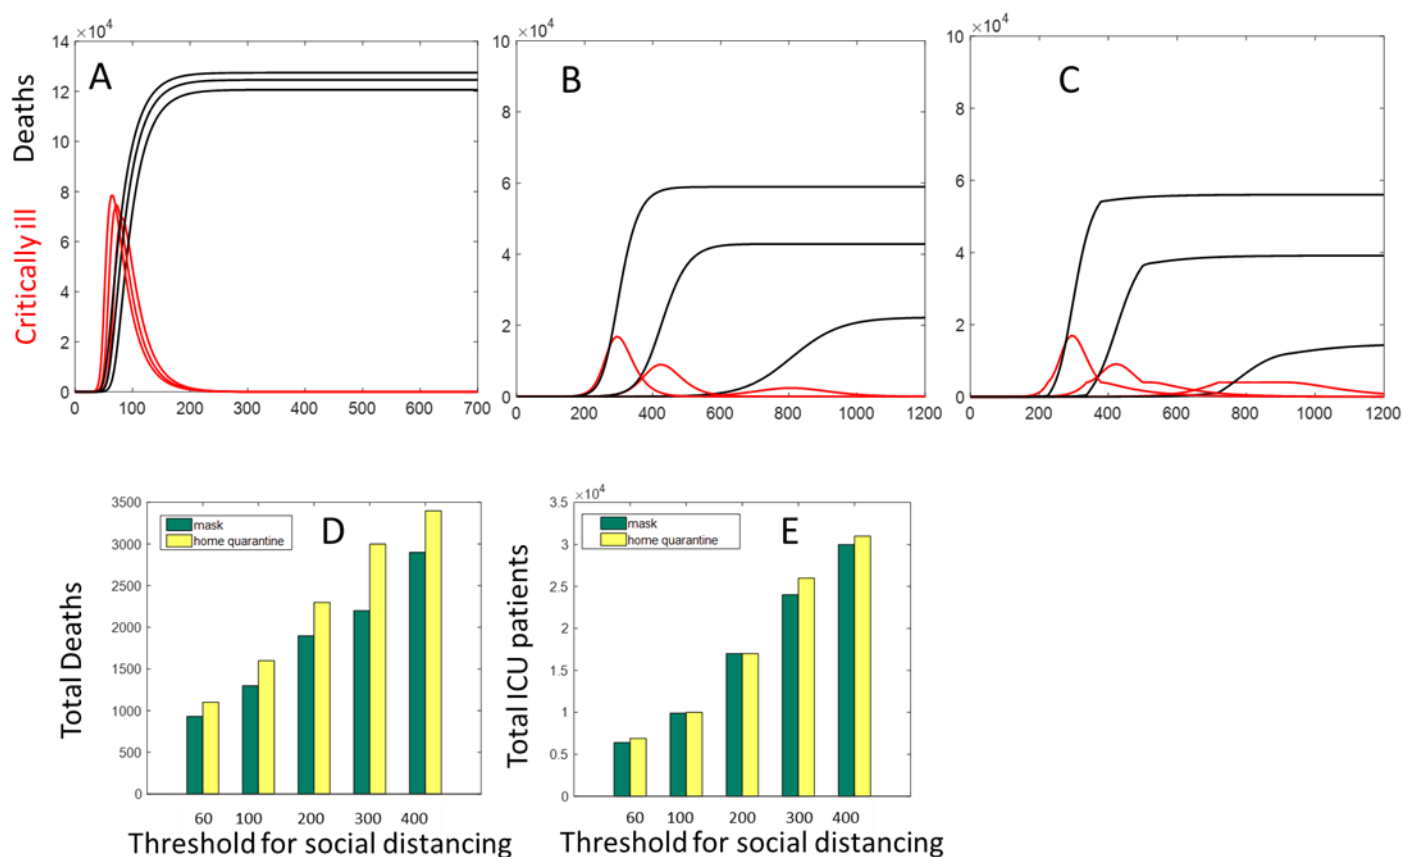 ×10⁴
14
12
10
8
6
4
2
0
A
0 100 200 300 400 500 600 700
Deaths
Critically ill
×10⁴
10
8
6
4
2
0
B
0 200 400 600 800 1000 1200
×10⁴
10
8
6
4
2
0
C
0 200 400 600 800 1000 1200
3500
3000
2500
2000
1500
1000
500
0
mask
home quarantine
D
Total Deaths
60 100 200 300 400
Threshold for social distancing
×10⁴
3.5
3
2.5
2
1.5
1
0.5
0
mask
home quarantine
E
Total ICU patients
60 100 200 300 400
Threshold for social distancing